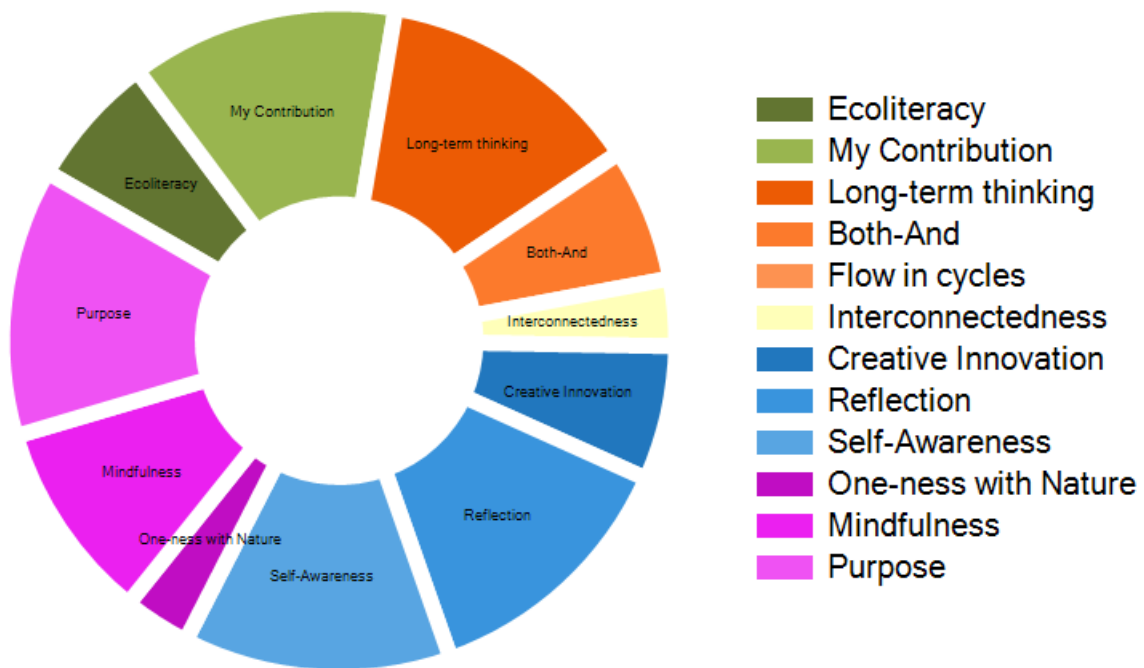 My Contribution
Long-term thinking
Ecoliteracy
Both-And
Purpose
Interconnectedness
Creative Innovation
Mindfulness
Reflection
One-ness with Nature
Self-Awareness
Ecoliteracy
My Contribution
Long-term thinking
Both-And
Flow in cycles
Interconnectedness
Creative Innovation
Reflection
Self-Awareness
One-ness with Nature
Mindfulness
Purpose